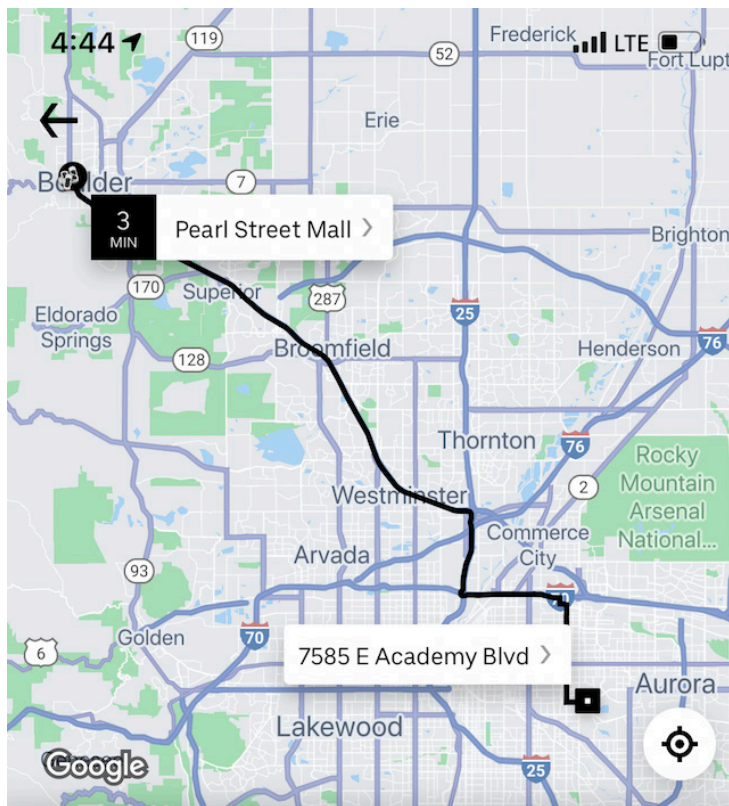 4:44
119
52
Frederick
LTE
Fort Lupt
Erie
7
3
MIN
Pearl Street Mall
Brighton
170
Superior
287
25
Eldorado
Springs
76
128
Broomfield
Henderson
Thornton
76
Rocky
Mountain
Arsenal
National...
2
Westminster
Commerce
City
Arvada
93
70
Golden
70
6
7585 E Academy Blvd
Aurora
Lakewood
Google
25